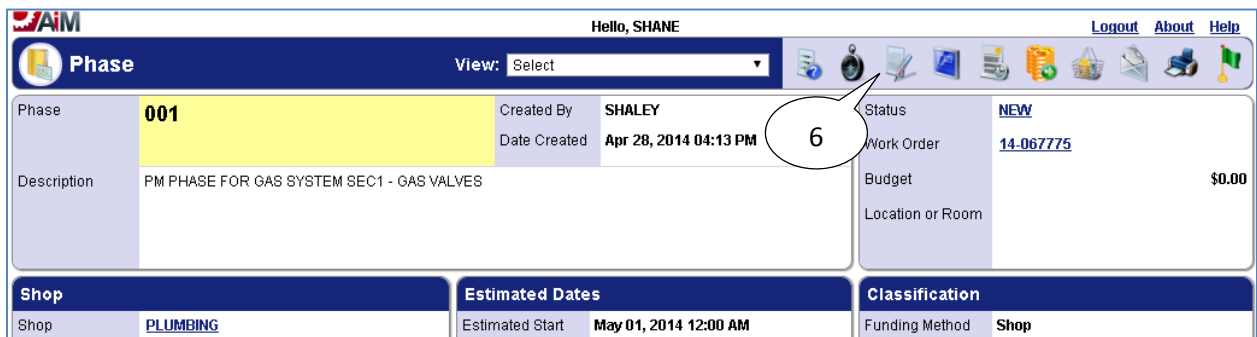 AiM
Hello, SHANE
Logout About Help
Phase
View: Select
Phase 001
Created By SHALEY
Date Created Apr 28, 2014 04:13 PM
Description PM PHASE FOR GAS SYSTEM SEC1 - GAS VALVES
6
Status NEW
Work Order 14-067775
Budget $0.00
Location or Room
Shop
Shop PLUMBING
Estimated Dates
Estimated Start May 01, 2014 12:00 AM
Classification
Funding Method Shop